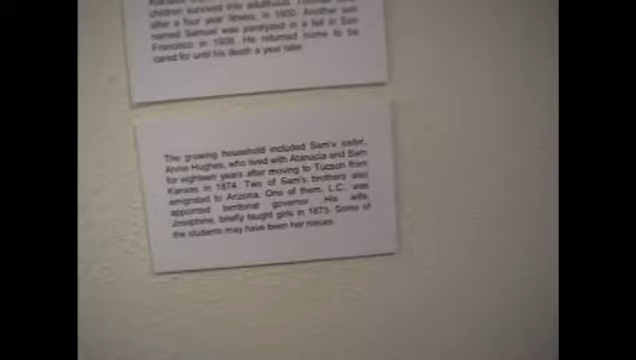 children survived into adulthood. Thomas died
after a four year illness, in 1900. Another son
named Samuel was paralyzed in a fall in San
Francisco in 1908. He returned home to be
cared for until his death a year later.
The growing household included Sam's sister,
Annie Hughes, who lived with Atanacia and Sam
for eighteen years after moving to Tucson from
Kansas in 1874. Two of Sam's brothers also
emigrated to Arizona. One of them, L.C., was
appointed territorial governor. His wife,
Josephine, briefly taught girls in 1873. Some of
the students may have been her nieces.